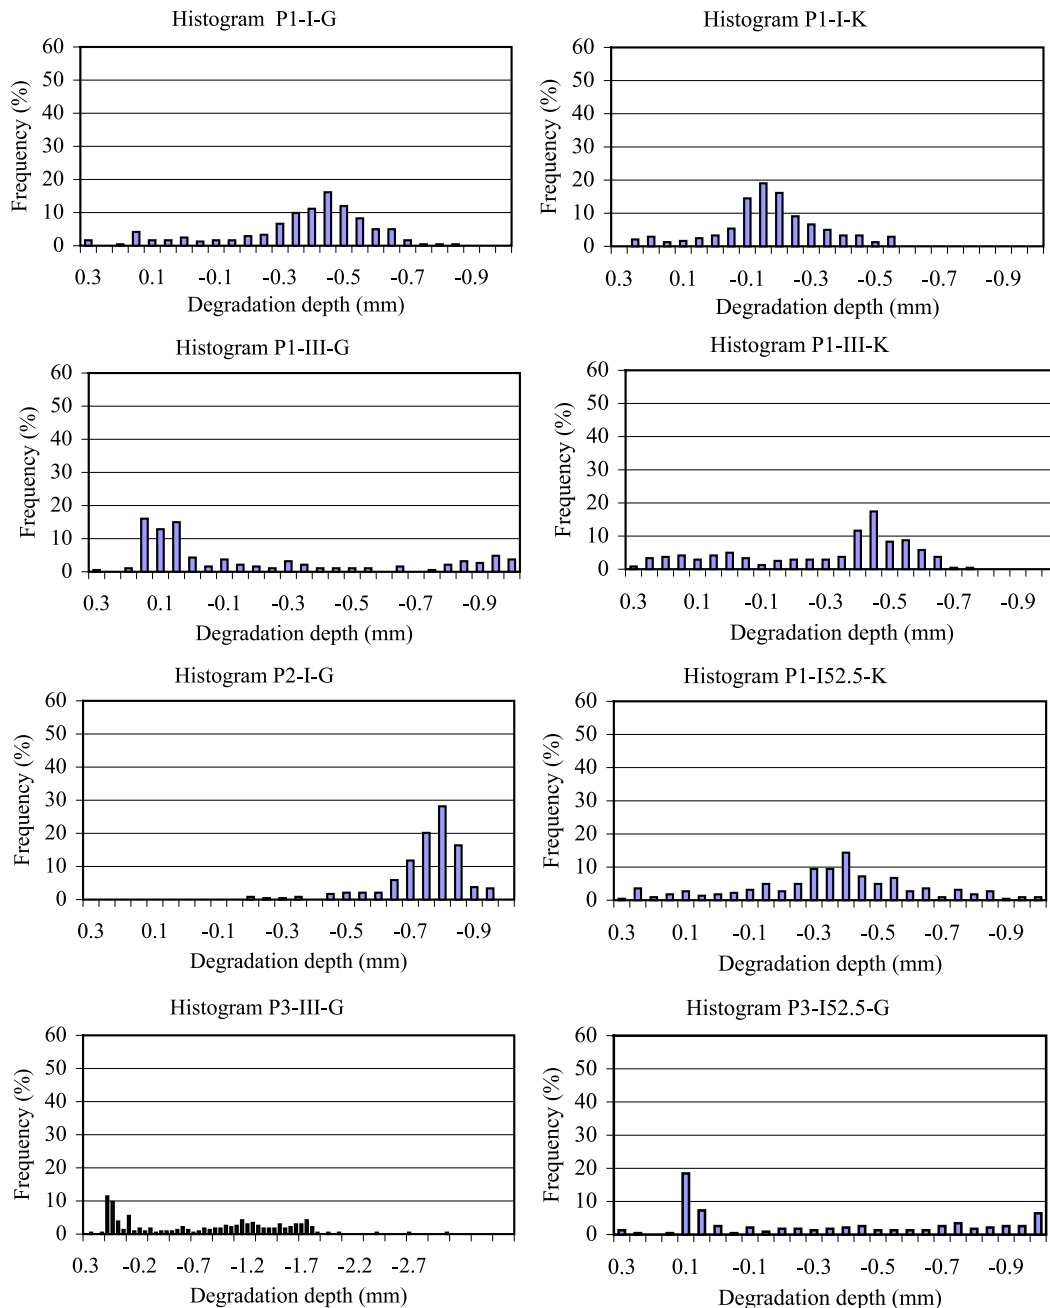 Histogram P1-I-G
Frequency (%)
60
50
40
30
20
10
0
0.3 0.1 -0.1 -0.3 -0.5 -0.7 -0.9
Degradation depth (mm)
Histogram P1-I-K
Frequency (%)
60
50
40
30
20
10
0
0.3 0.1 -0.1 -0.3 -0.5 -0.7 -0.9
Degradation depth (mm)
Histogram P1-III-G
Frequency (%)
60
50
40
30
20
10
0
0.3 0.1 -0.1 -0.3 -0.5 -0.7 -0.9
Degradation depth (mm)
Histogram P1-III-K
Frequency (%)
60
50
40
30
20
10
0
0.3 0.1 -0.1 -0.3 -0.5 -0.7 -0.9
Degradation depth (mm)
Histogram P2-I-G
Frequency (%)
60
50
40
30
20
10
0
0.3 0.1 -0.1 -0.3 -0.5 -0.7 -0.9
Degradation depth (mm)
Histogram P1-I52.5-K
Frequency (%)
60
50
40
30
20
10
0
0.3 0.1 -0.1 -0.3 -0.5 -0.7 -0.9
Degradation depth (mm)
Histogram P3-III-G
Frequency (%)
60
50
40
30
20
10
0
0.3 -0.2 -0.7 -1.2 -1.7 -2.2 -2.7
Degradation depth (mm)
Histogram P3-I52.5-G
Frequency (%)
60
50
40
30
20
10
0
0.3 0.1 -0.1 -0.3 -0.5 -0.7 -0.9
Degradation depth (mm)